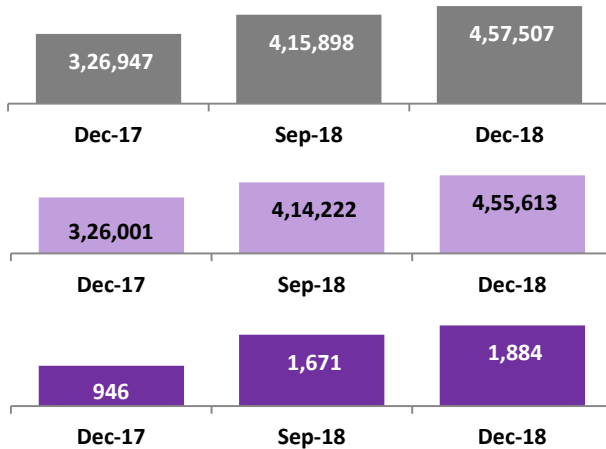 3,26,947 4,15,898 4,57,507
Dec-17 Sep-18 Dec-18
3,26,001 4,14,222 4,55,613
Dec-17 Sep-18 Dec-18
946 1,671 1,884
Dec-17 Sep-18 Dec-18